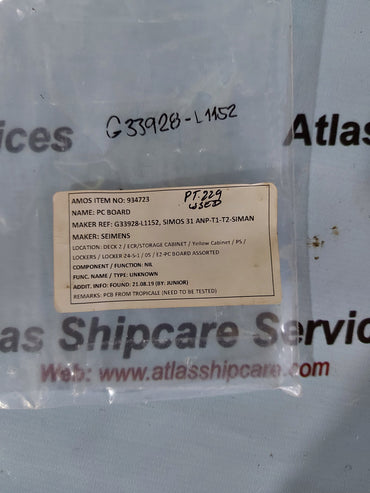 G33928-L1152
ices
Atlas
AMOS ITEM NO: 934723
PT.229
USED
NAME: PC BOARD
MAKER REF: G33928-L1152, SIMOS 31 ANP-T1-T2-SIMAN
MAKER: SEIMENS
LOCATION: DECK 2 / ECR/STORAGE CABINET / Yellow Cabinet / PS /
LOCKERS / LOCKER 24-S-1 / 05 / E2-PC BOARD ASSORTED
COMPONENT / FUNCTION: NIL
FUNC. NAME / TYPE: UNKNOWN
ADDIT. INFO: FOUND: 21.08.19 (BY: JUNIOR)
REMARKS: PCB FROM TROPICALE (NEED TO BE TESTED)
as Shipcare Servic
Web: www.atlasshipcare.com